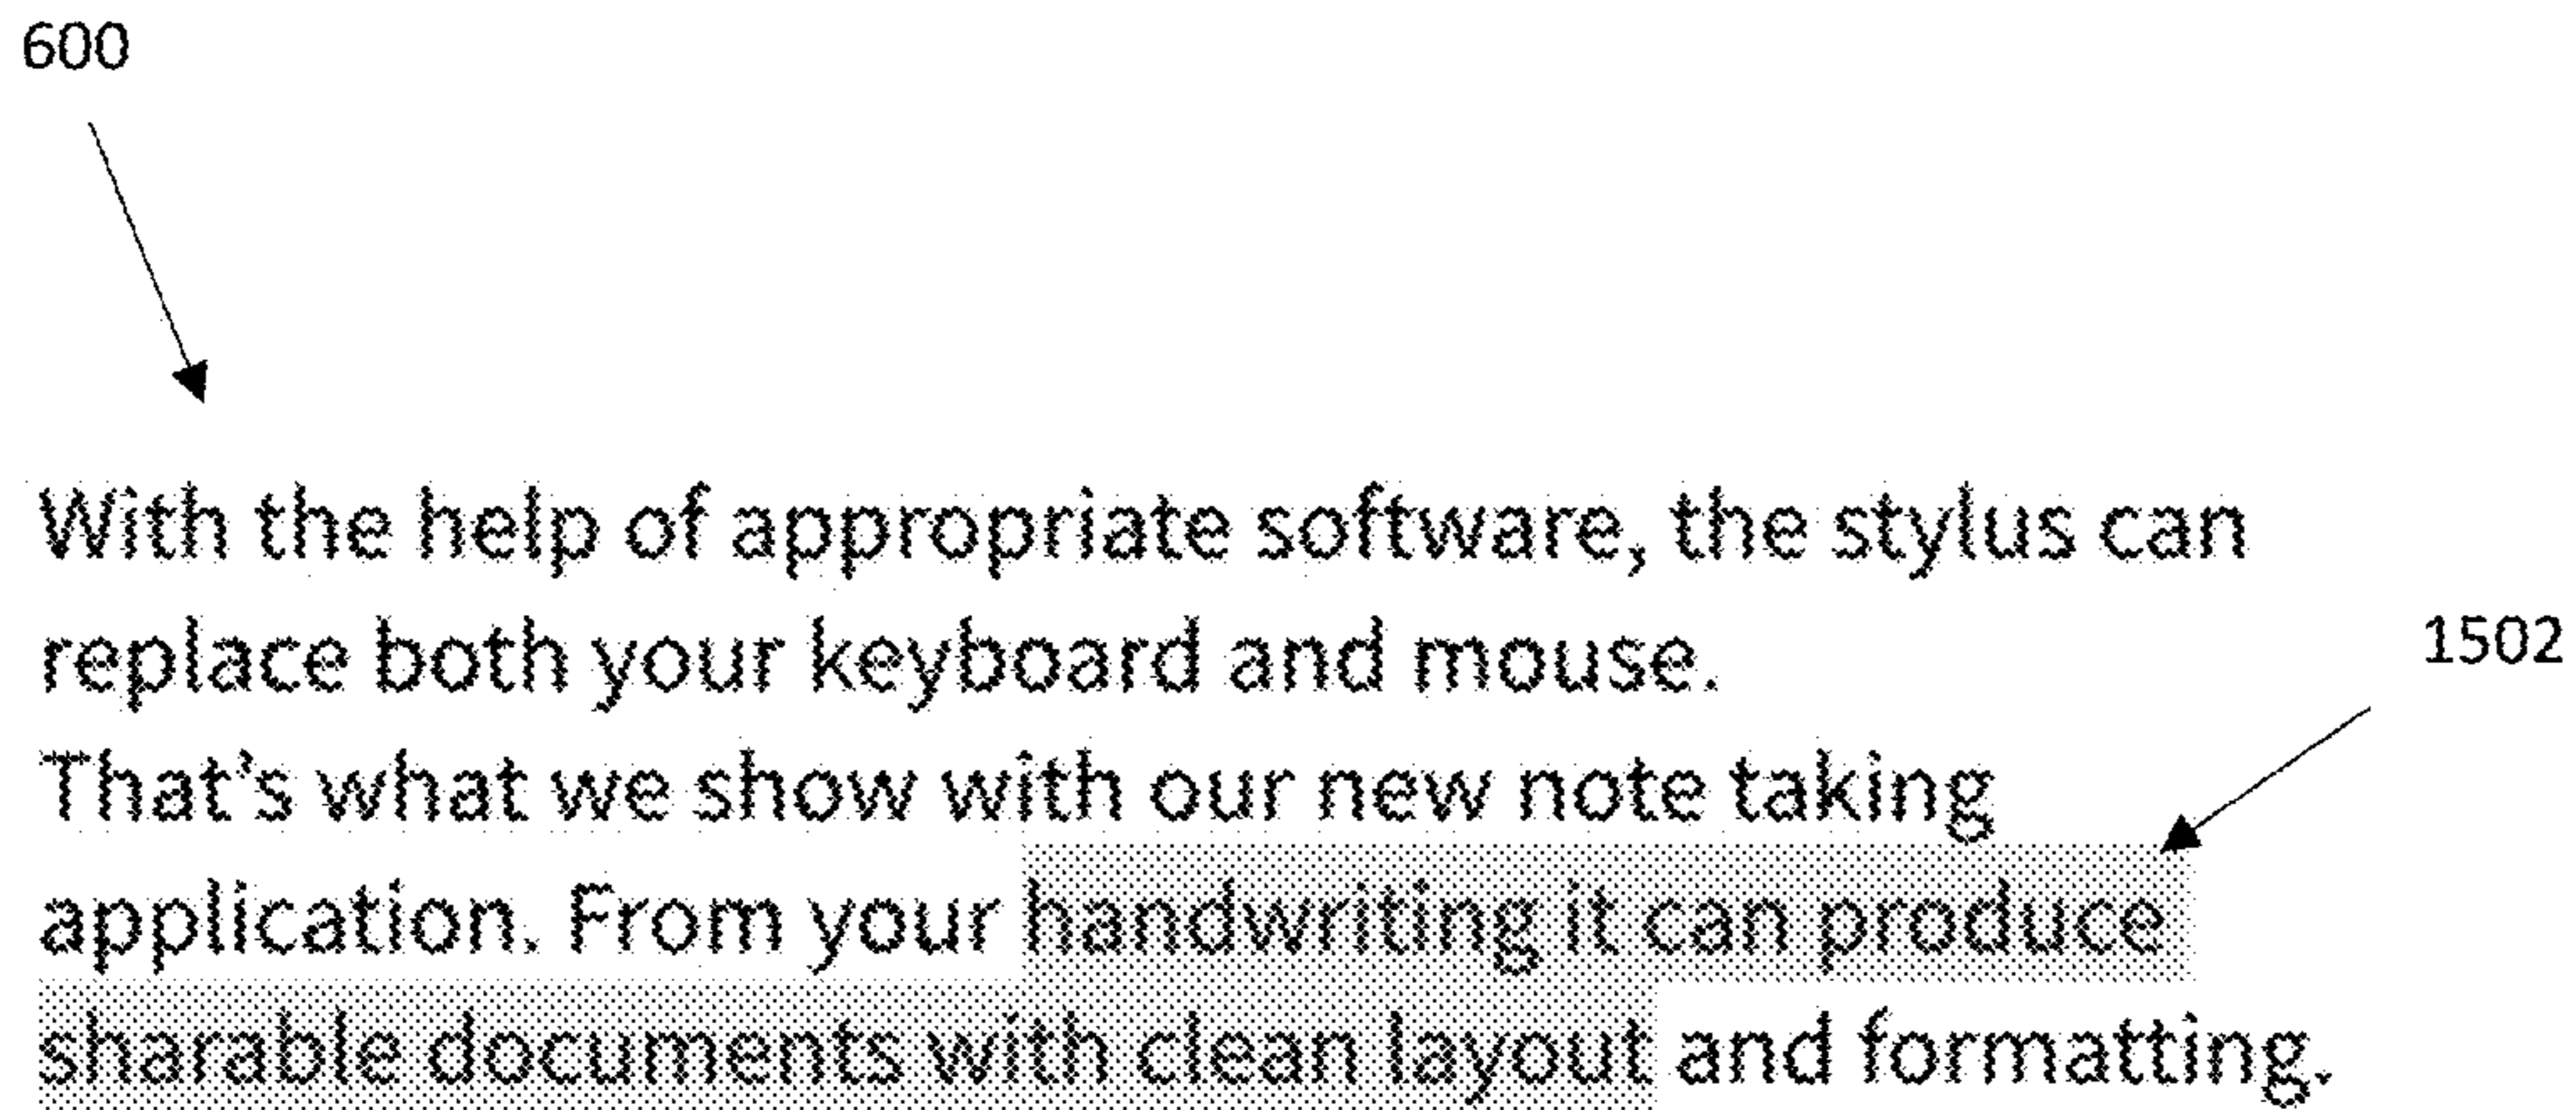 600
With the help of appropriate software, the stylus can
replace both your keyboard and mouse.
1502
That's what we show with our new note taking
application. From your handwriting it can produce
sharable documents with clean layout and formatting.